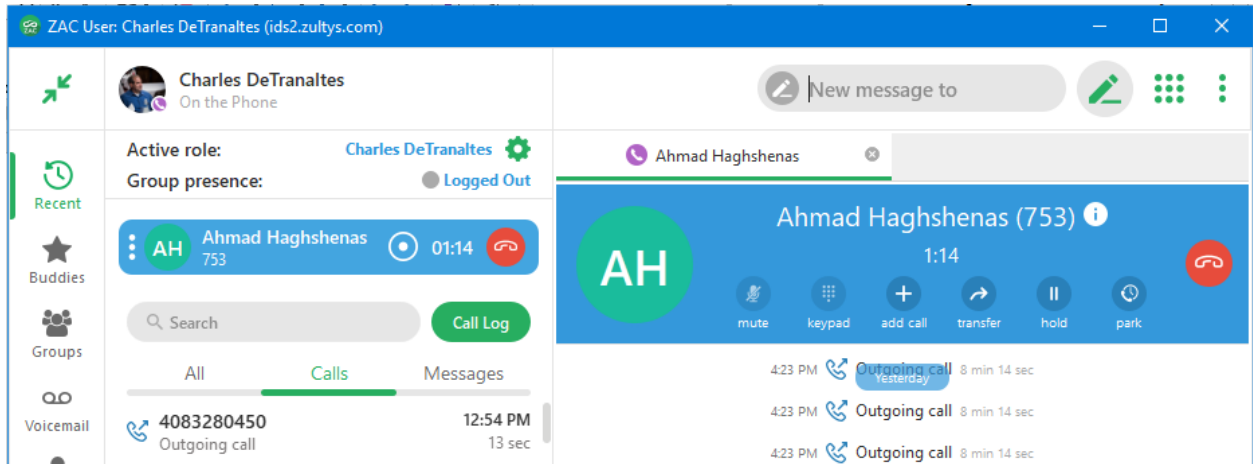 ZAC User: Charles DeTranaltes (ids2.zultys.com)
Charles DeTranaltes
On the Phone
New message to
Active role: Charles DeTranaltes
Group presence: Logged Out
Recent
Buddies
Groups
Voicemail
AH Ahmad Haghshenas 01:14
753
Search Call Log
All Calls Messages
4083280450 12:54 PM
Outgoing call 13 sec
Ahmad Haghshenas
AH
Ahmad Haghshenas (753)
1:14
mute keypad add call transfer hold park
4:23 PM Outgoing call 8 min 14 sec
Yesterday
4:23 PM Outgoing call 8 min 14 sec
4:23 PM Outgoing call 8 min 14 sec